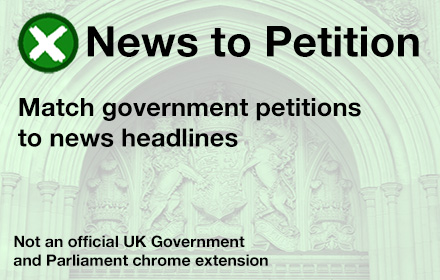 News to Petition
Match government petitions
to news headlines
Not an official UK Government
and Parliament chrome extension